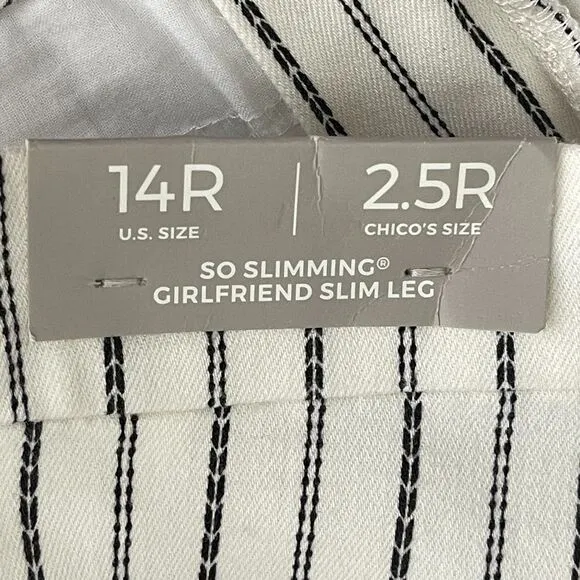 14R | 2.5R
U.S. SIZE CHICO'S SIZE
SO SLIMMING®
GIRLFRIEND SLIM LEG